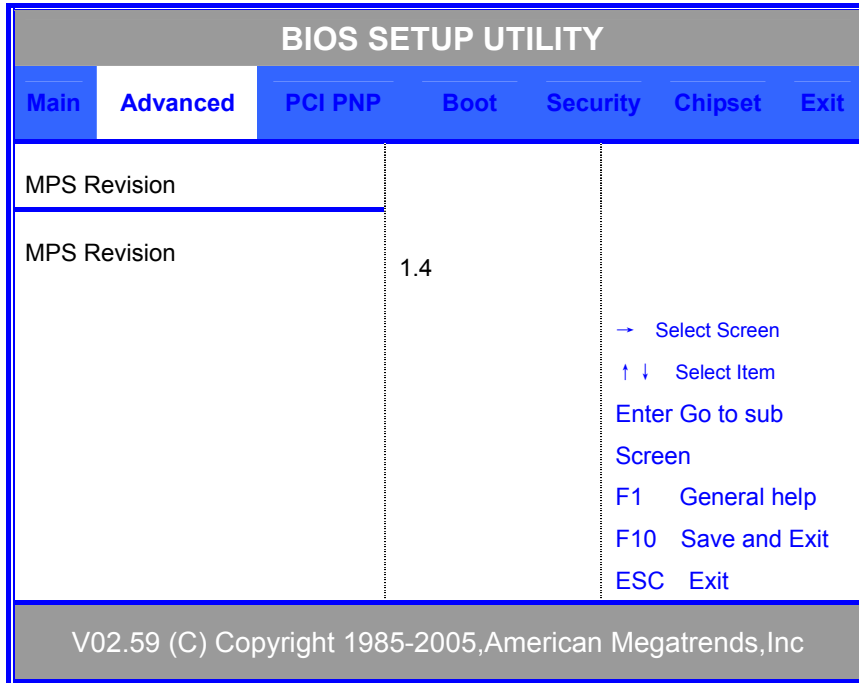 BIOS SETUP UTILITY
Main Advanced PCI PNP Boot Security Chipset Exit
MPS Revision
MPS Revision 1.4
→ Select Screen
↑↓ Select Item
Enter Go to sub
Screen
F1 General help
F10 Save and Exit
ESC Exit
V02.59 (C) Copyright 1985-2005,American Megatrends,Inc